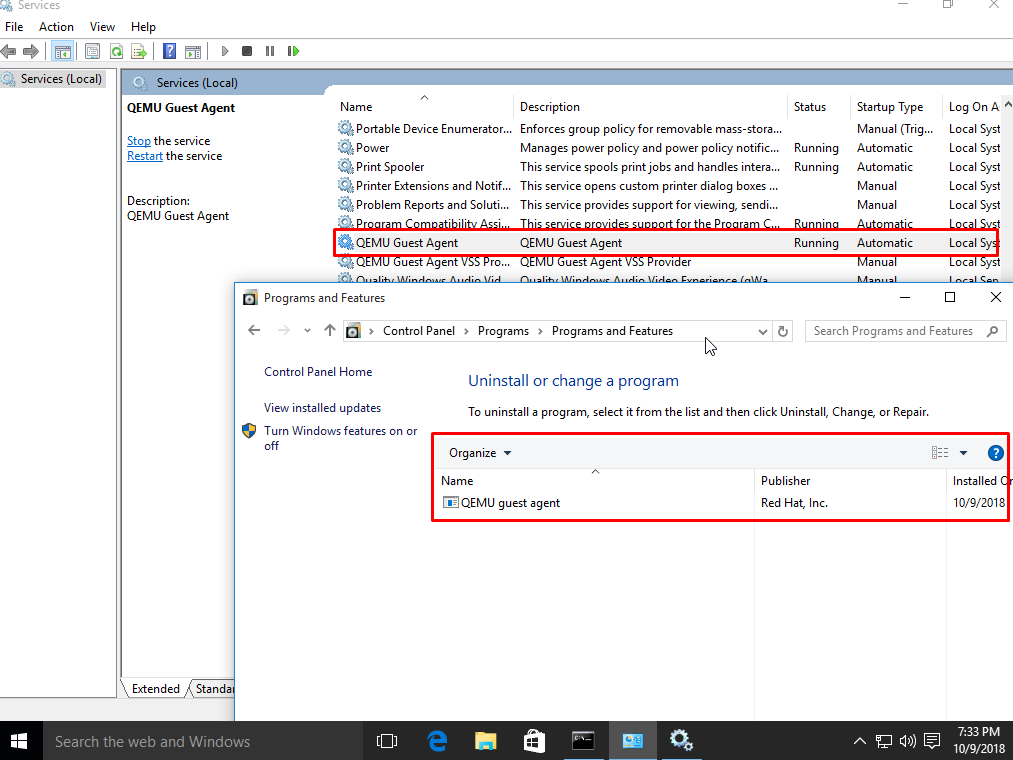 Services
File Action View Help
Services (Local)
Services (Local)
QEMU Guest Agent
Stop the service
Restart the service
Description:
QEMU Guest Agent
Name Description Status Startup Type Log On A
Portable Device Enumerator... Enforces group policy for removable mass-stora... Manual (Trig... Local Syst
Power Manages power policy and power policy notific... Running Automatic Local Syst
Print Spooler This service spools print jobs and handles intera... Running Automatic Local Syst
Printer Extensions and Notif... This service opens custom printer dialog boxes ... Manual Local Syst
Problem Reports and Soluti... This service provides support for viewing, sendi... Manual Local Syst
Program Compatibility Assi... This service provides support for the Program C... Running Automatic Local Syst
QEMU Guest Agent QEMU Guest Agent Running Automatic Local Sys
QEMU Guest Agent VSS Pro... QEMU Guest Agent VSS Provider Manual Local Syst
Quality Windows Audio Vid... Quality Windows Audio Video Experience (qWa... Manual Local Ser
Programs and Features
Control Panel Programs Programs and Features
Search Programs and Features
Control Panel Home
View installed updates
Turn Windows features on or
off
Uninstall or change a program
To uninstall a program, select it from the list and then click Uninstall, Change, or Repair.
Organize
Name Publisher Installed O
QEMU guest agent Red Hat, Inc. 10/9/2018
Extended Standa
Search the web and Windows
7:33 PM
10/9/2018